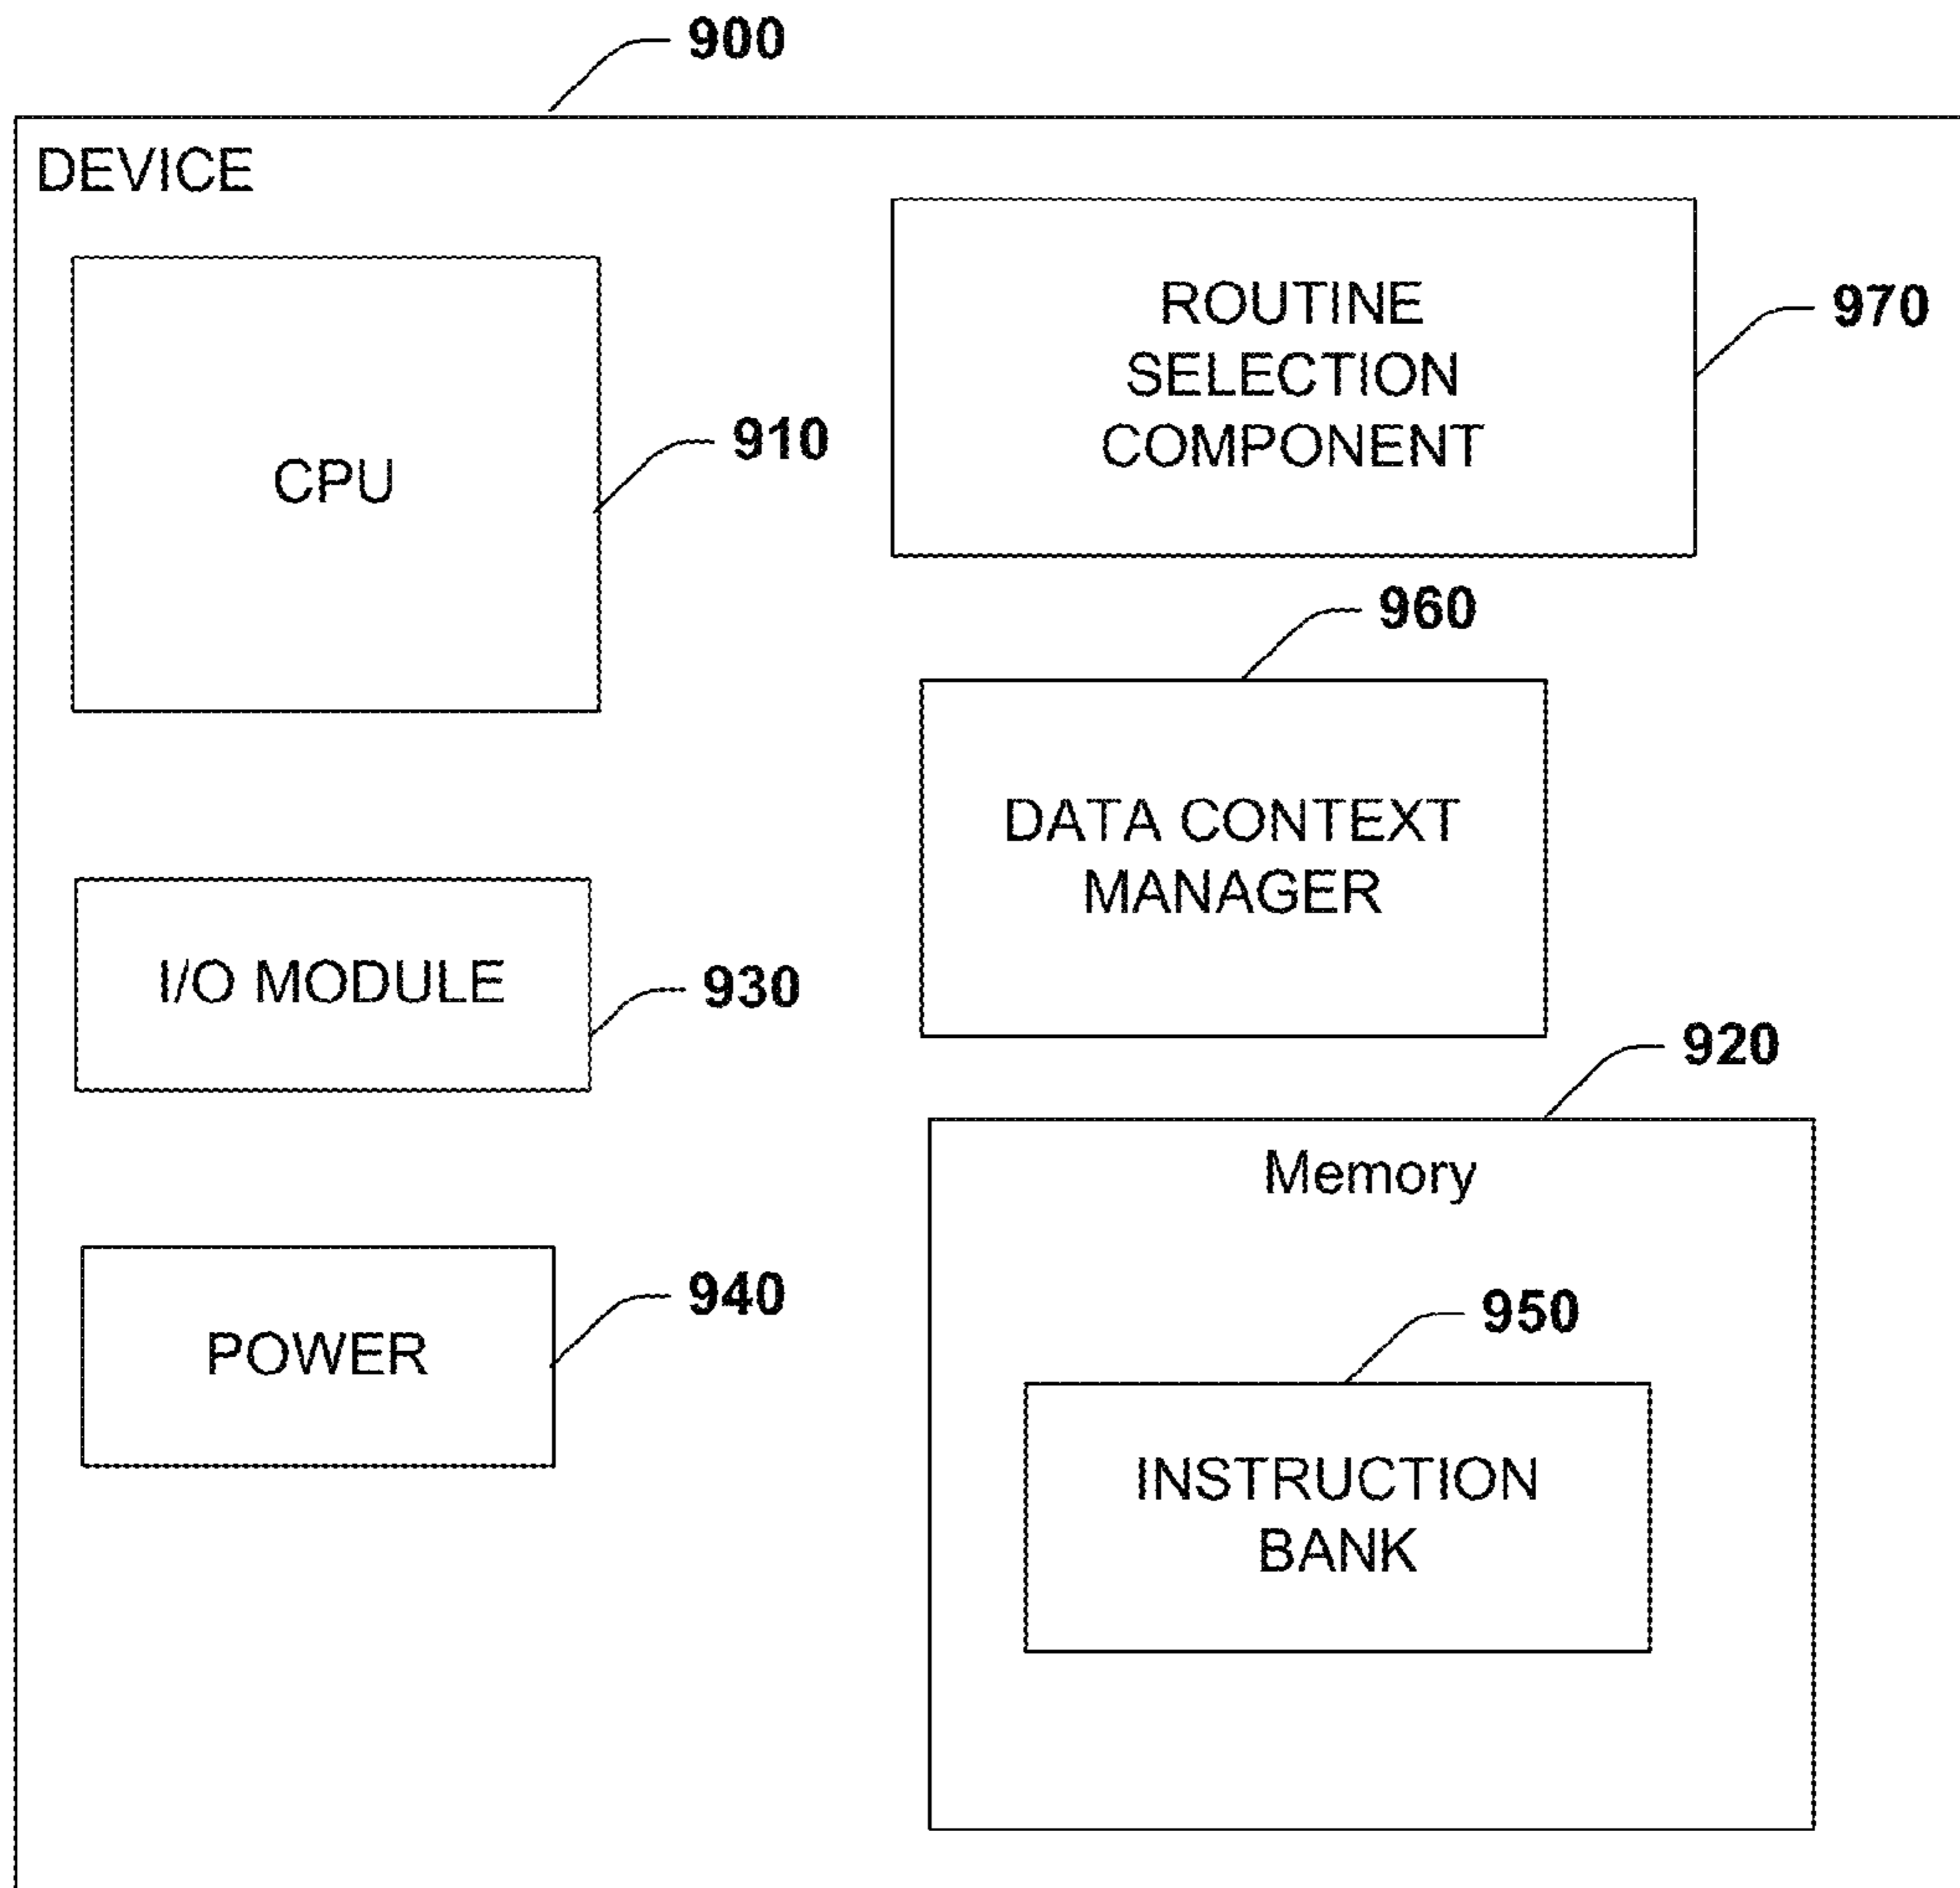 900
DEVICE
CPU
910
ROUTINE
SELECTION
COMPONENT
970
960
DATA CONTEXT
MANAGER
I/O MODULE
930
920
Memory
POWER
940
950
INSTRUCTION
BANK